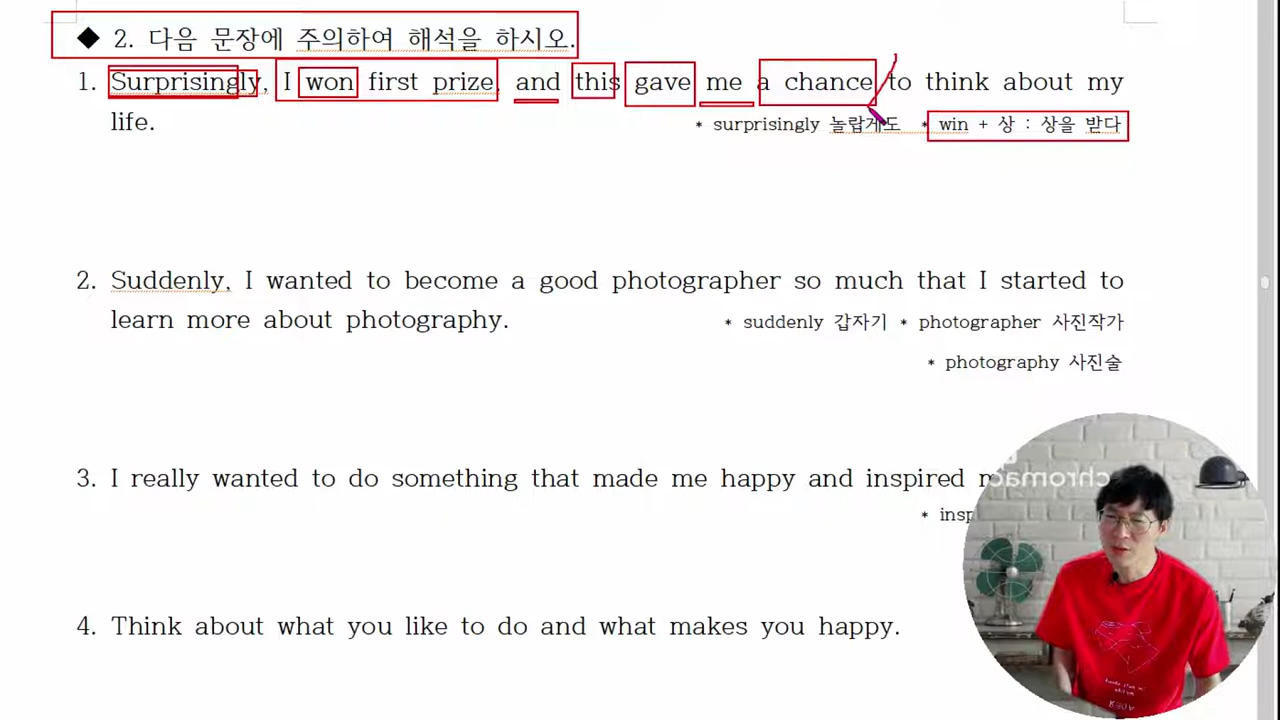 ◆ 2. 다음 문장에 주의하여 해석을 하시오.
1. Surprisingly, I won first prize, and this gave me a chance to think about my
life.
* surprisingly 놀랍게도 * win + 상 : 상을 받다
2. Suddenly, I wanted to become a good photographer so much that I started to
learn more about photography.
* suddenly 갑자기 * photographer 사진작가
* photography 사진술
3. I really wanted to do something that made me happy and inspired
*
4. Think about what you like to do and what makes you happy.